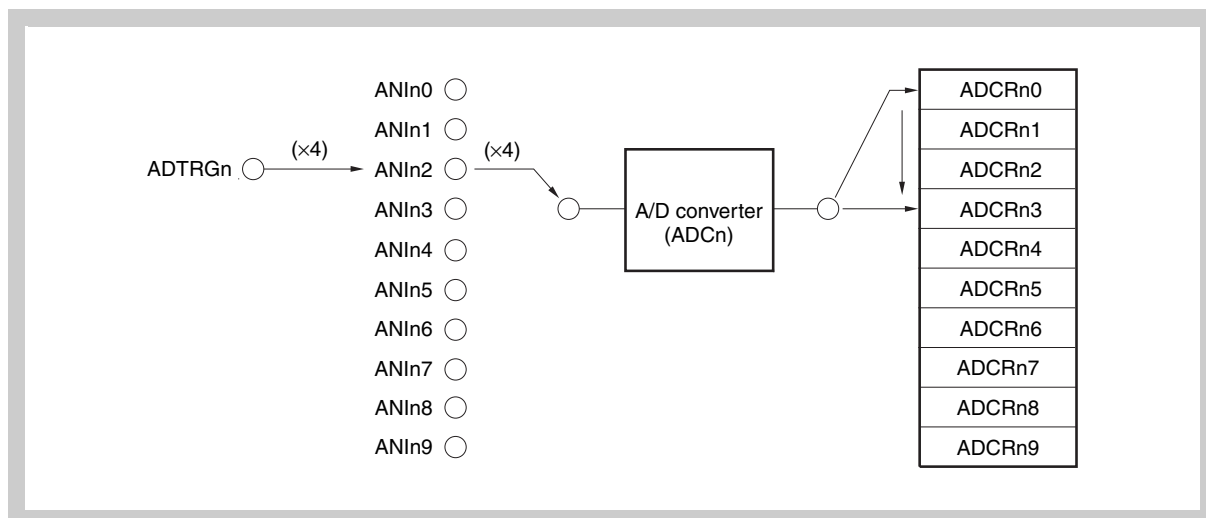 ADTRGn
(×4)
ANIn0
ANIn1
ANIn2
ANIn3
ANIn4
ANIn5
ANIn6
ANIn7
ANIn8
ANIn9
(×4)
A/D converter
(ADCn)
ADCRn0
ADCRn1
ADCRn2
ADCRn3
ADCRn4
ADCRn5
ADCRn6
ADCRn7
ADCRn8
ADCRn9